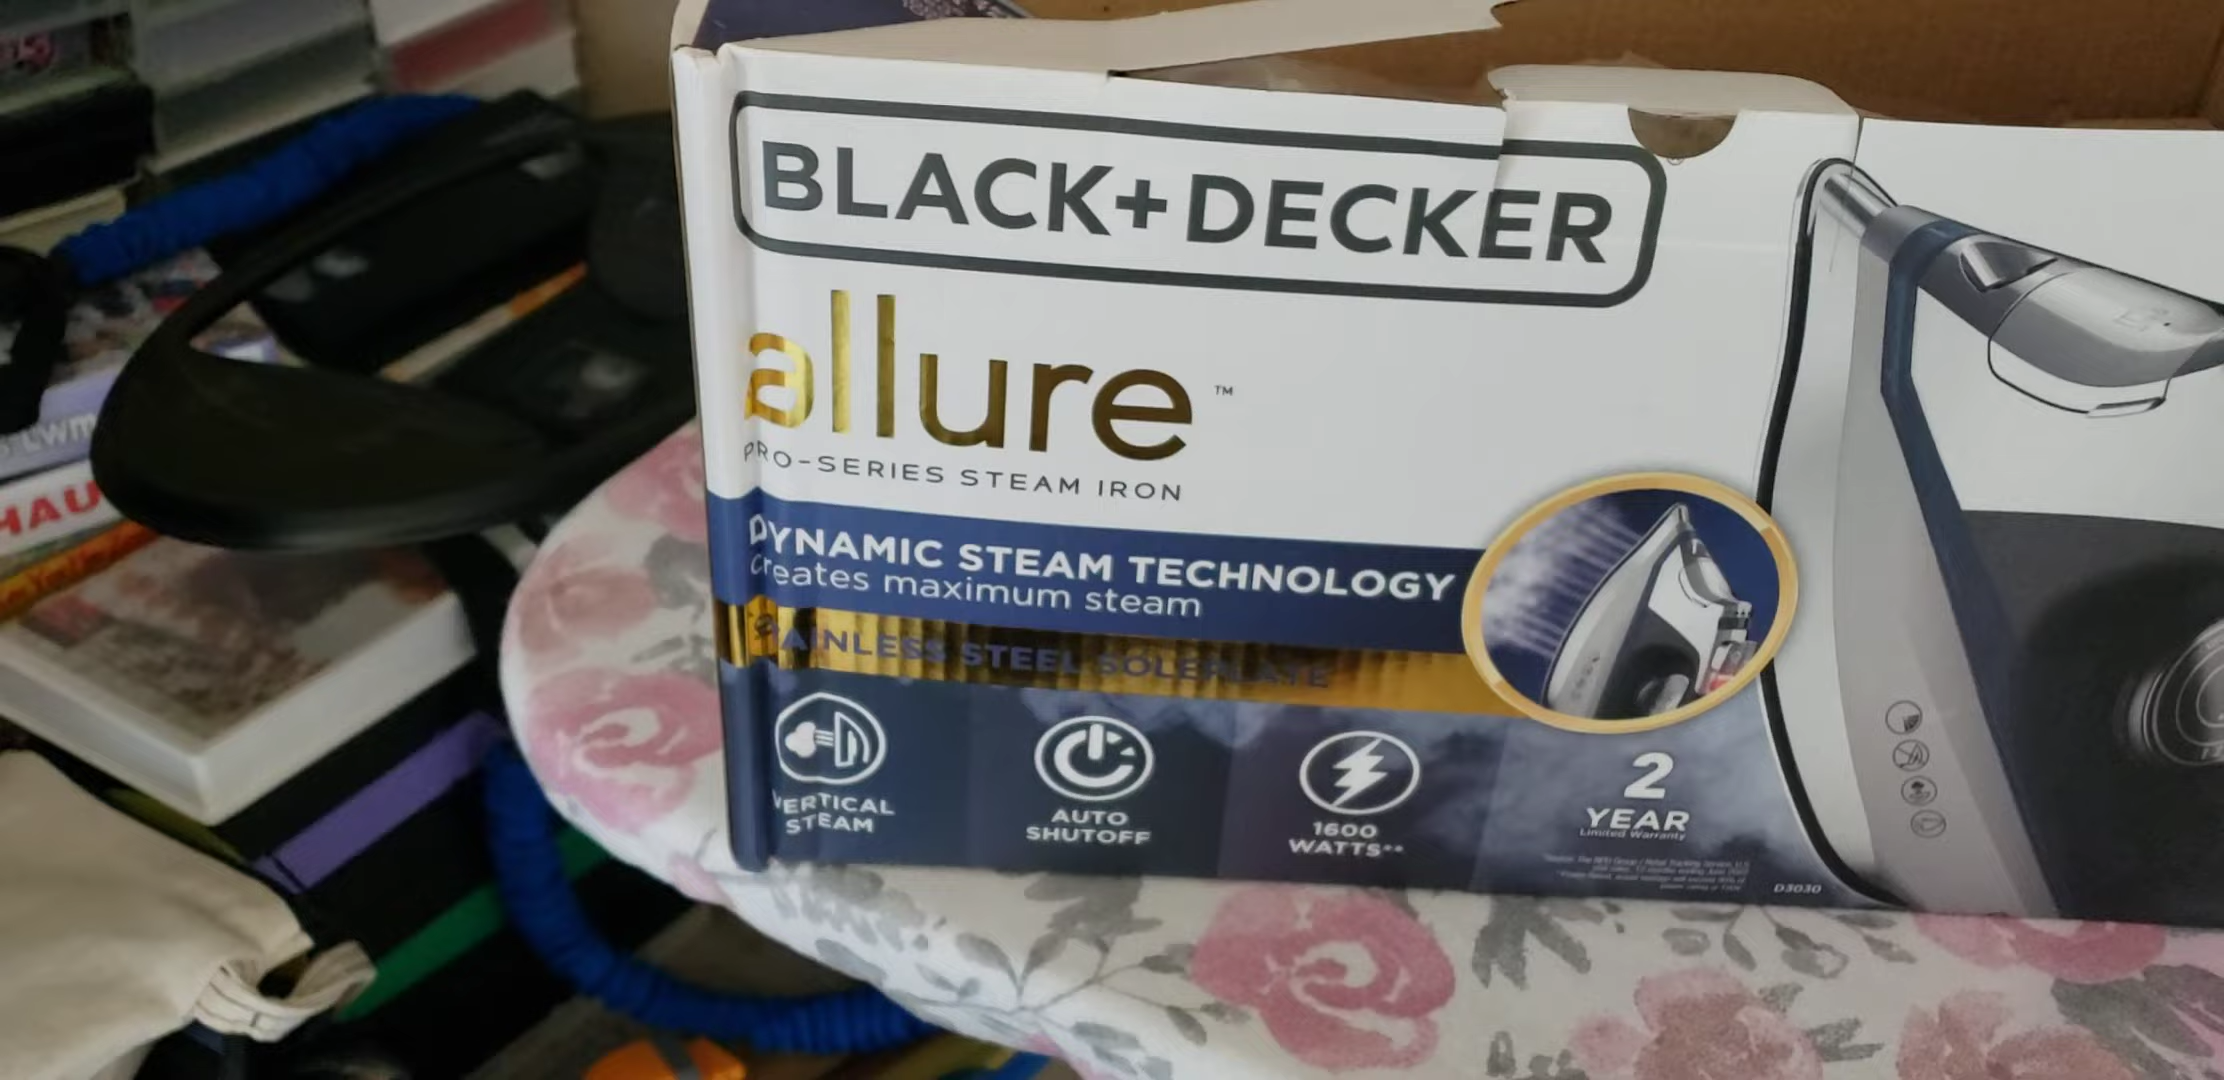 BLACK+DECKER
allure™
PRO-SERIES STEAM IRON
DYNAMIC STEAM TECHNOLOGY
Creates maximum steam
STAINLESS STEEL SOLEPLATE
VERTICAL
STEAM
AUTO
SHUTOFF
1600
WATTS**
2
YEAR
Limited Warranty
D3030
HAU